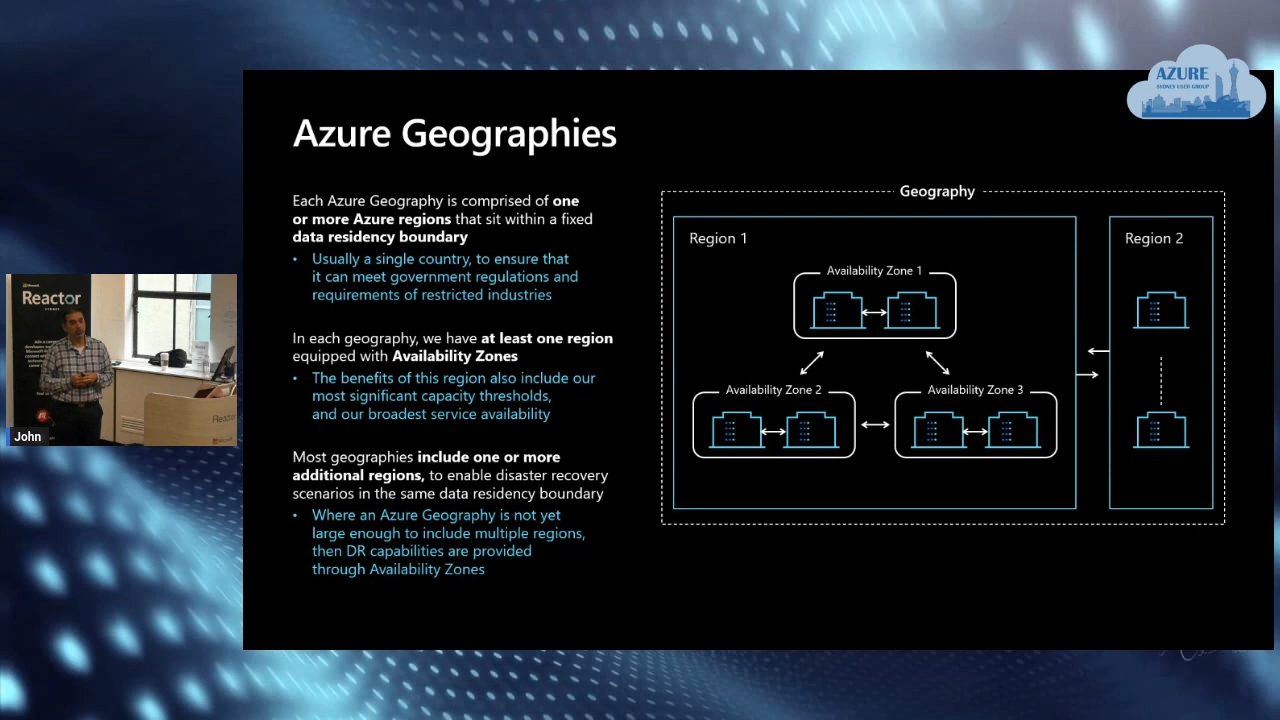 AZURE
SYDNEY USER GROUP
Azure Geographies
Each Azure Geography is comprised of one
or more Azure regions that sit within a fixed
data residency boundary
• Usually a single country, to ensure that
it can meet government regulations and
requirements of restricted industries
In each geography, we have at least one region
equipped with Availability Zones
• The benefits of this region also include our
most significant capacity thresholds,
and our broadest service availability
Most geographies include one or more
additional regions, to enable disaster recovery
scenarios in the same data residency boundary
• Where an Azure Geography is not yet
large enough to include multiple regions,
then DR capabilities are provided
through Availability Zones
Geography
Region 1
Availability Zone 1
Availability Zone 2
Availability Zone 3
Region 2
Microsoft
Reactor
SYDNEY
Reactor
John